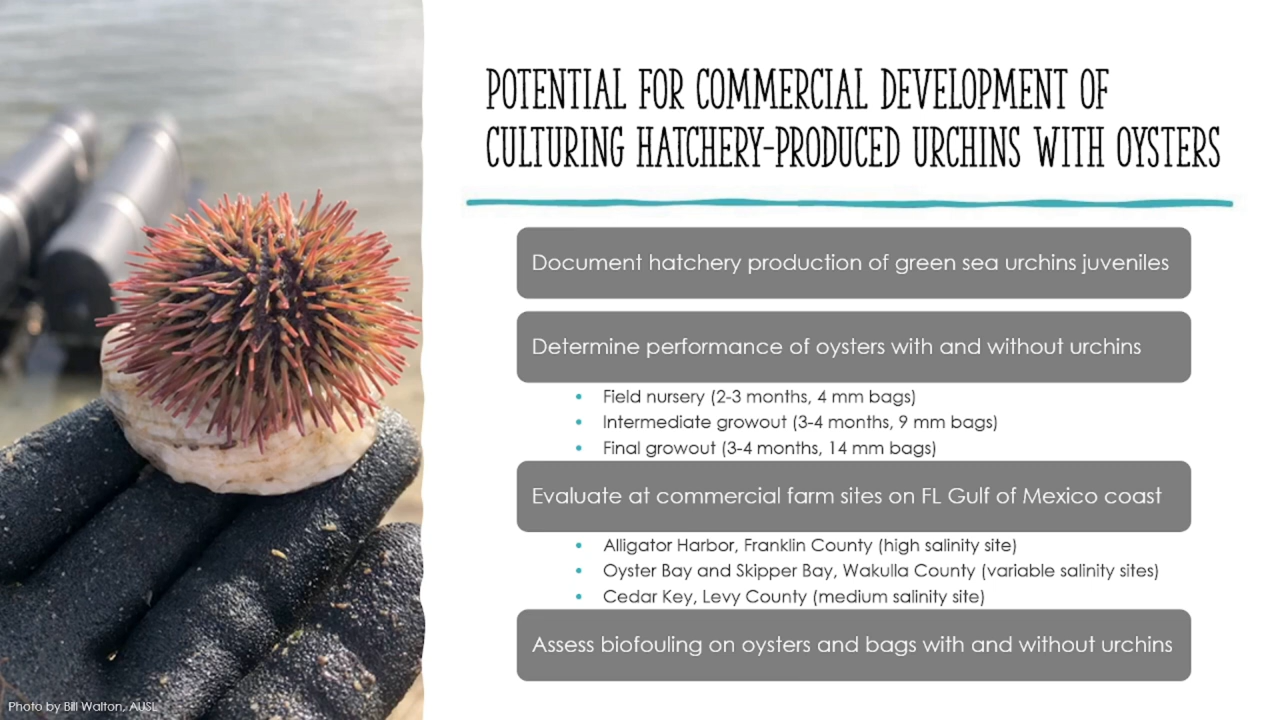 POTENTIAL FOR COMMERCIAL DEVELOPMENT OF
CULTURING HATCHERY-PRODUCED URCHINS WITH OYSTERS
Document hatchery production of green sea urchins juveniles
Determine performance of oysters with and without urchins
• Field nursery (2-3 months, 4 mm bags)
• Intermediate growout (3-4 months, 9 mm bags)
• Final growout (3-4 months, 14 mm bags)
Evaluate at commercial farm sites on FL Gulf of Mexico coast
• Alligator Harbor, Franklin County (high salinity site)
• Oyster Bay and Skipper Bay, Wakulla County (variable salinity sites)
• Cedar Key, Levy County (medium salinity site)
Assess biofouling on oysters and bags with and without urchins
Photo by Bill Walton, AUSL